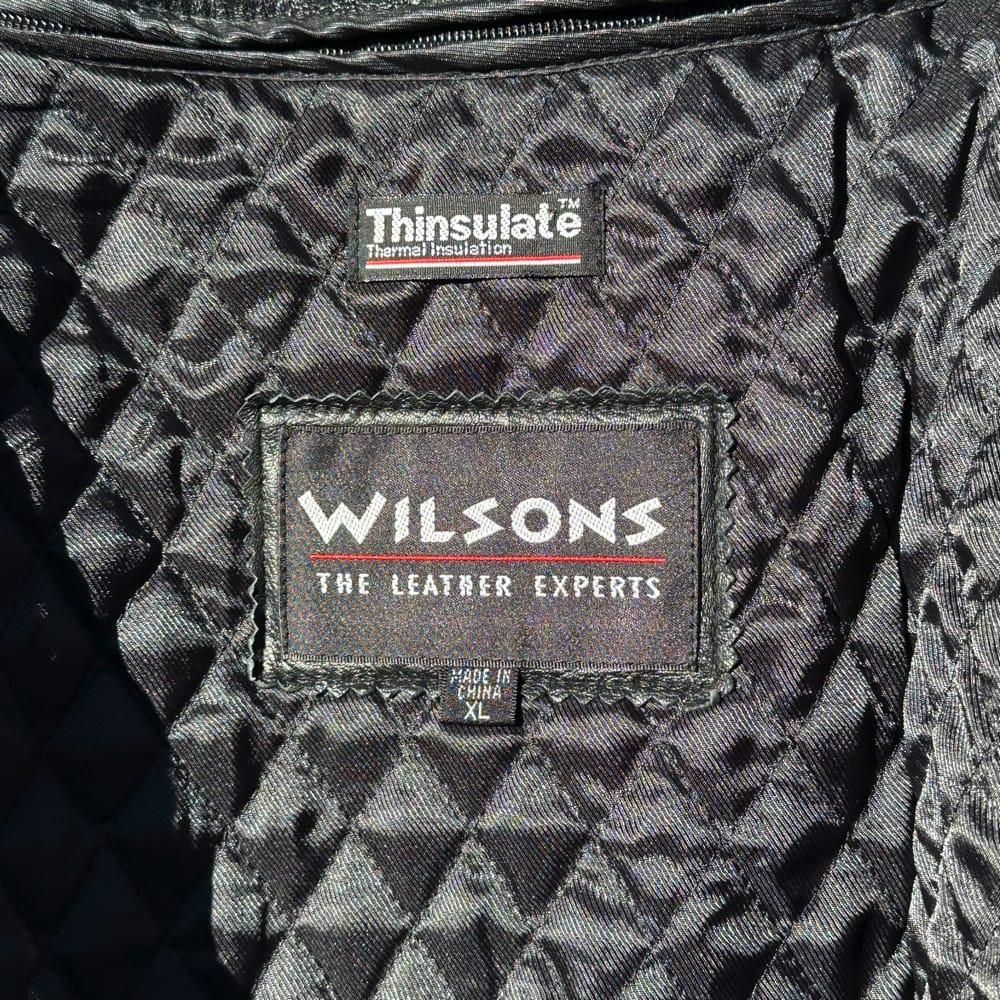 Thinsulate™
Thermal Insulation
WILSONS
THE LEATHER EXPERTS
MADE IN
CHINA
XL